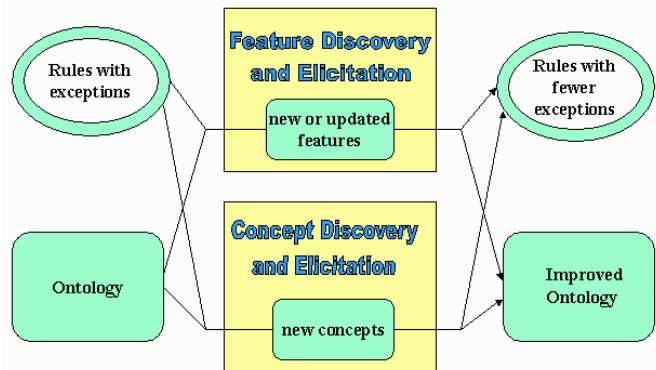 Rules with
exceptions
Feature Discovery
and Elicitation
new or updated
features
Rules with
fewer
exceptions
Ontology
Concept Discovery
and Elicitation
new concepts
Improved
Ontology